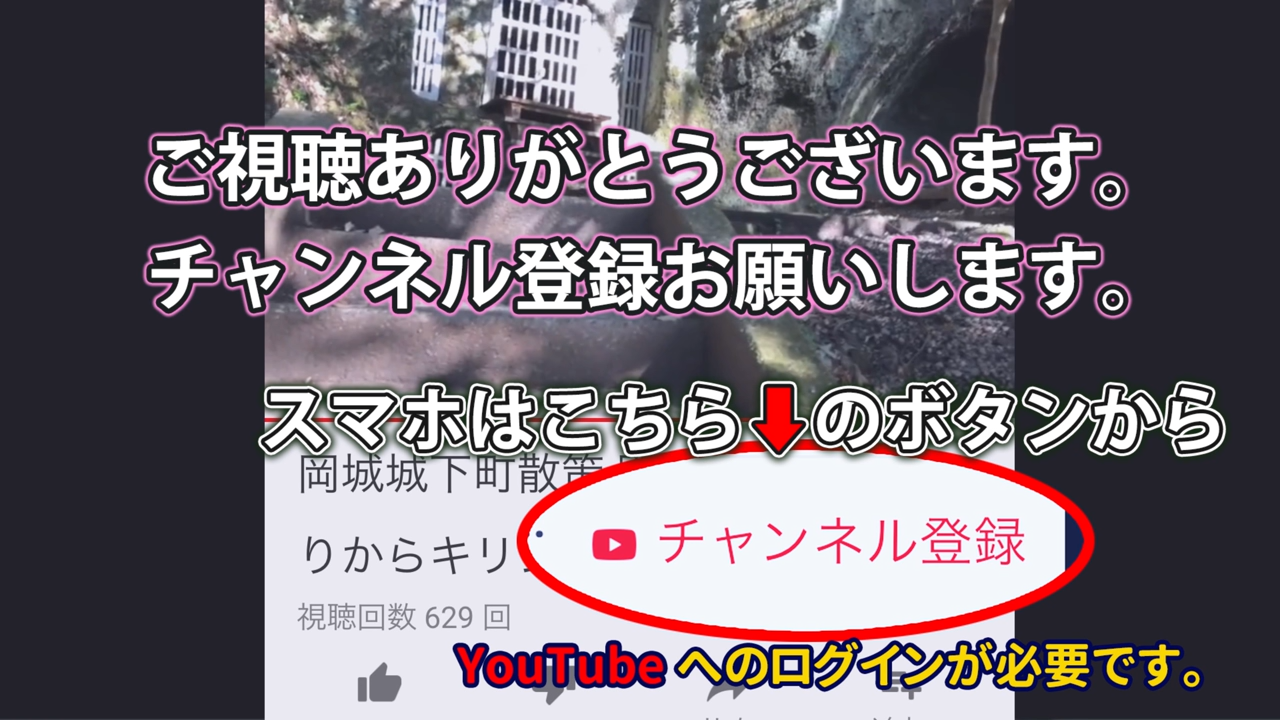 ご視聴ありがとうございます。
チャンネル登録お願いします。
スマホはこちら⬇のボタンから
岡城城下町散策
チャンネル登録
りからキリ
視聴回数 629 回
YouTube へのログインが必要です。